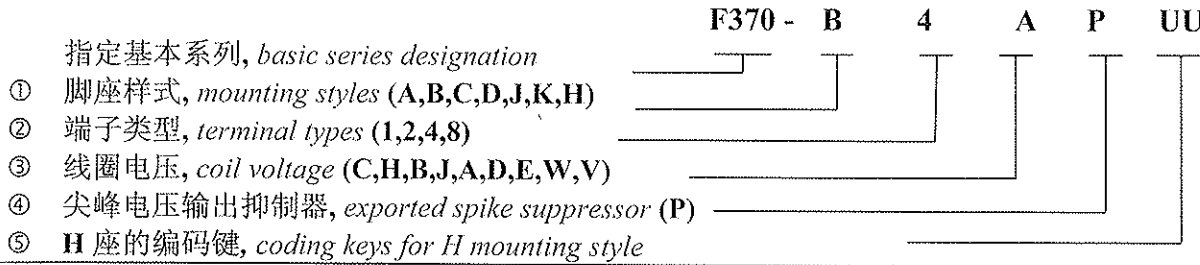 F370 - B 4 A P UU
指定基本系列, basic series designation
① 脚座样式, mounting styles (A,B,C,D,J,K,H)
② 端子类型, terminal types (1,2,4,8)
③ 线圈电压, coil voltage (C,H,B,J,A,D,E,W,V)
④ 尖峰电压输出抑制器, exported spike suppressor (P)
⑤ H 座的编码键, coding keys for H mounting style